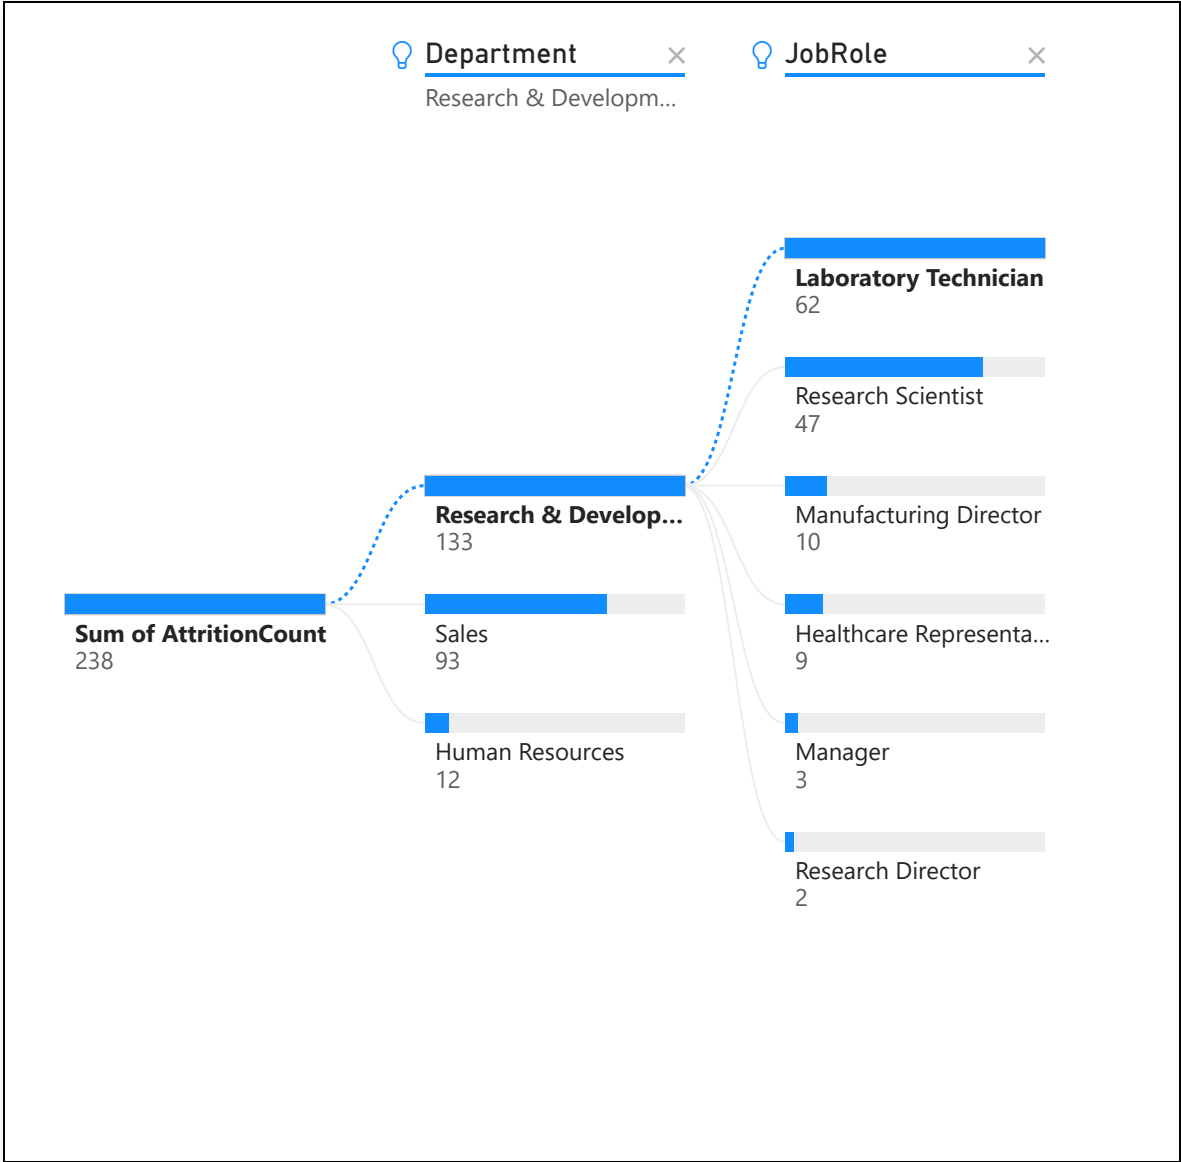 Department
Research & Developm...
JobRole
Sum of AttritionCount
238
Research & Develop...
133
Sales
93
Human Resources
12
Laboratory Technician
62
Research Scientist
47
Manufacturing Director
10
Healthcare Representa...
9
Manager
3
Research Director
2